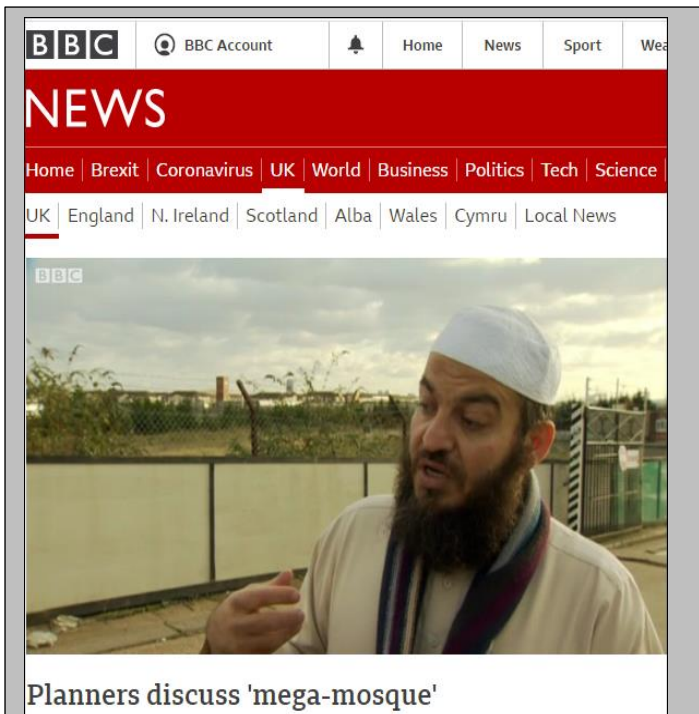 BBC BBC Account Home News Sport Wea
NEWS
Home Brexit Coronavirus UK World Business Politics Tech Science
UK England N. Ireland Scotland Alba Wales Cymru Local News
BBC
Planners discuss 'mega-mosque'